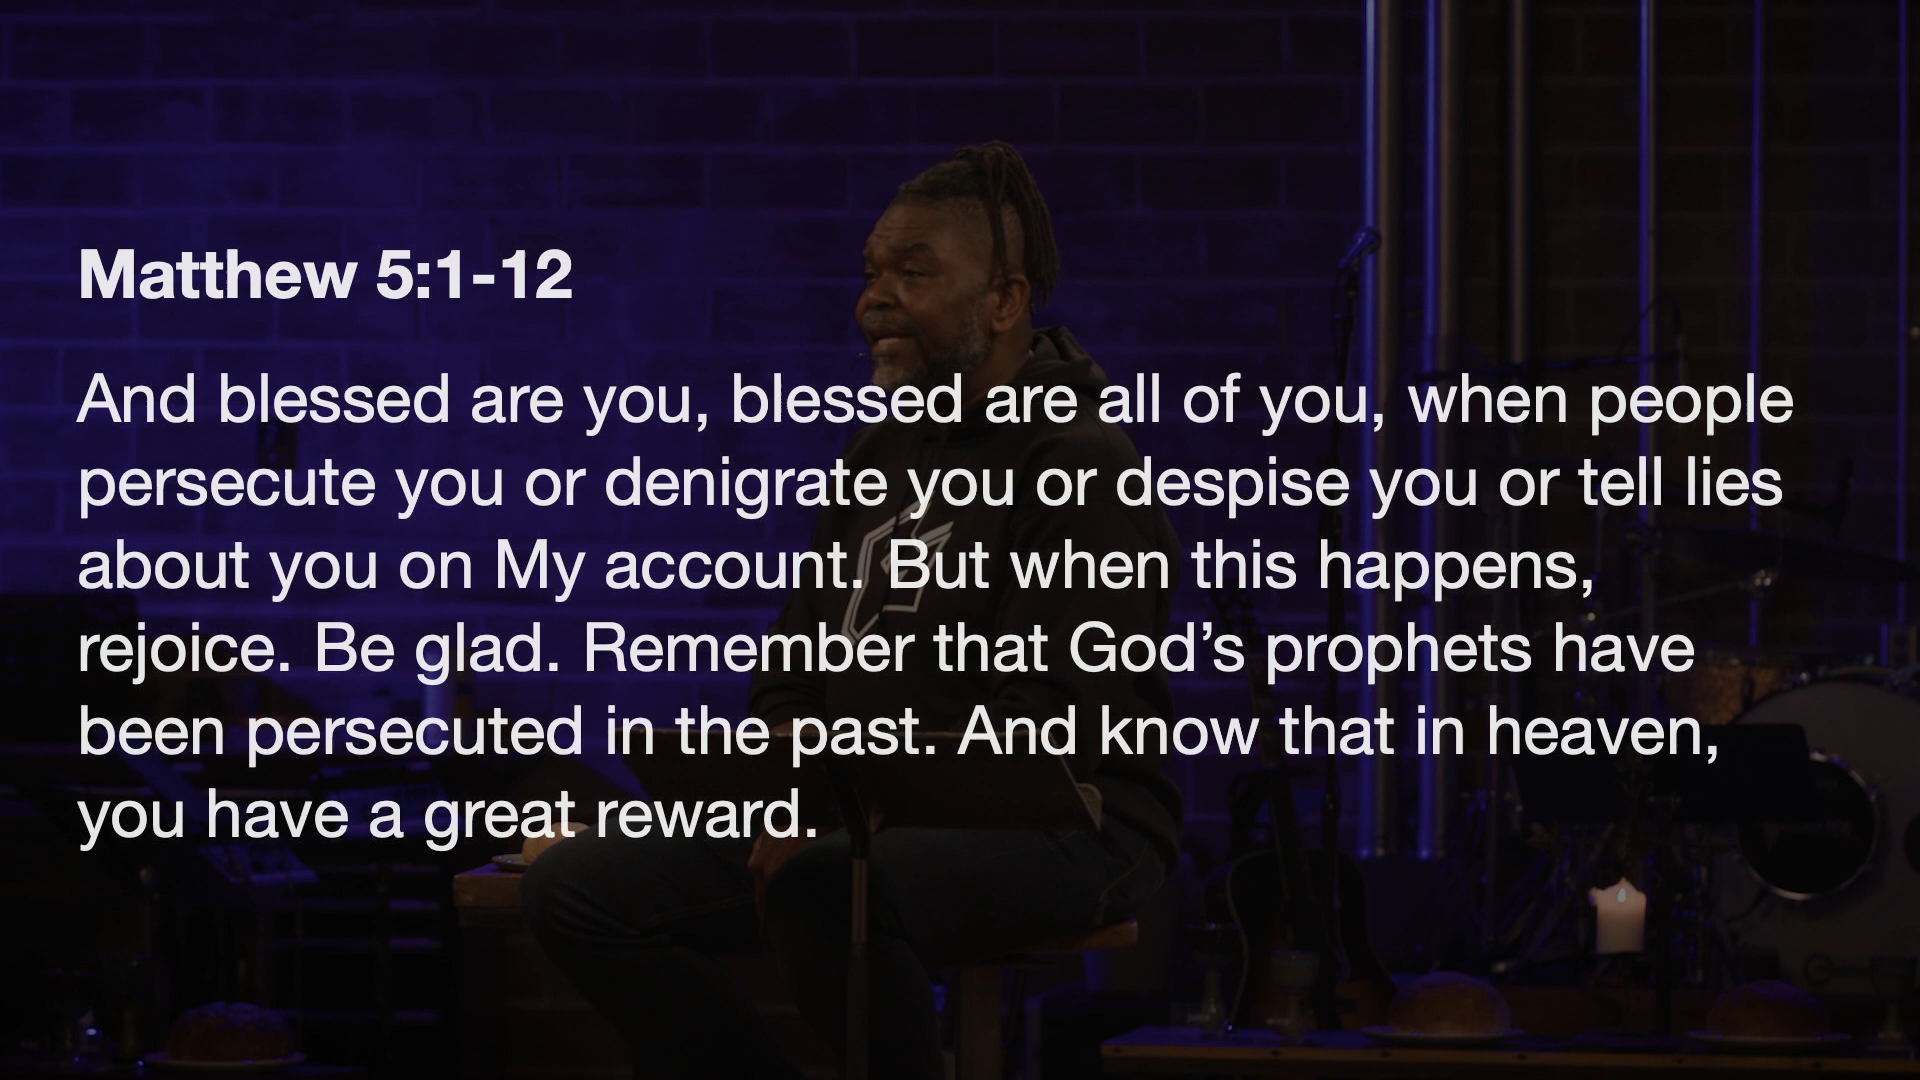 Matthew 5:1-12
And blessed are you, blessed are all of you, when people
persecute you or denigrate you or despise you or tell lies
about you on My account. But when this happens,
rejoice. Be glad. Remember that God’s prophets have
been persecuted in the past. And know that in heaven,
you have a great reward.